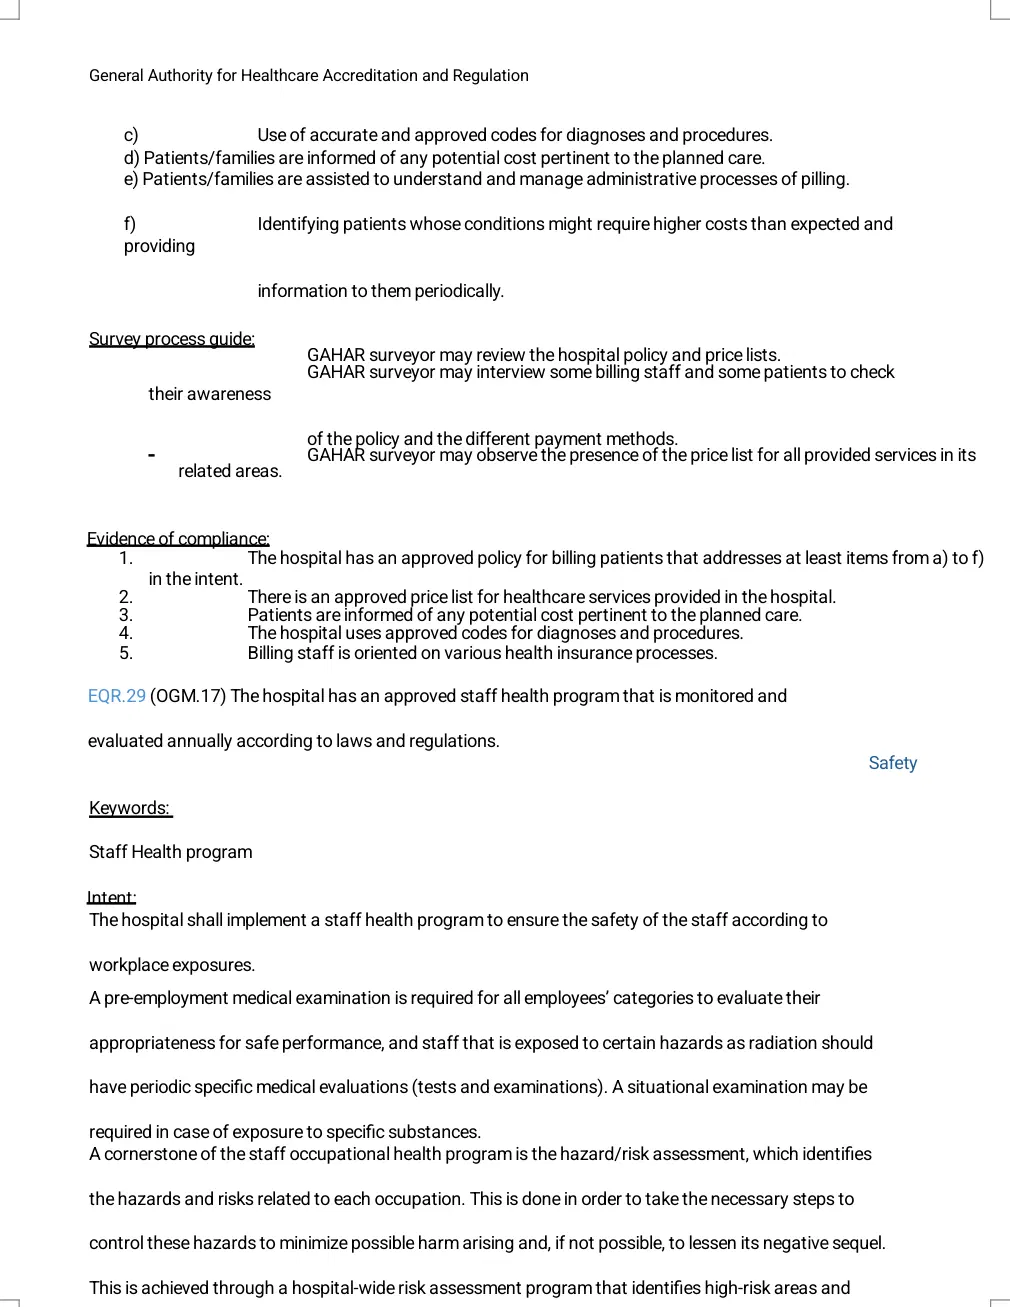 General Authority for Healthcare Accreditation and Regulation
c) Use of accurate and approved codes for diagnoses and procedures.
d) Patients/families are informed of any potential cost pertinent to the planned care.
e) Patients/families are assisted to understand and manage administrative processes of pilling.
f) Identifying patients whose conditions might require higher costs than expected and
providing
information to them periodically.
Survey process guide:
GAHAR surveyor may review the hospital policy and price lists.
GAHAR surveyor may interview some billing staff and some patients to check
their awareness
of the policy and the different payment methods.
- GAHAR surveyor may observe the presence of the price list for all provided services in its
related areas.
Evidence of compliance:
1. The hospital has an approved policy for billing patients that addresses at least items from a) to f)
in the intent.
2. There is an approved price list for healthcare services provided in the hospital.
3. Patients are informed of any potential cost pertinent to the planned care.
4. The hospital uses approved codes for diagnoses and procedures.
5. Billing staff is oriented on various health insurance processes.
EQR.29 (OGM.17) The hospital has an approved staff health program that is monitored and
evaluated annually according to laws and regulations.
Safety
Keywords:
Staff Health program
Intent:
The hospital shall implement a staff health program to ensure the safety of the staff according to
workplace exposures.
A pre-employment medical examination is required for all employees’ categories to evaluate their
appropriateness for safe performance, and staff that is exposed to certain hazards as radiation should
have periodic specific medical evaluations (tests and examinations). A situational examination may be
required in case of exposure to specific substances.
A cornerstone of the staff occupational health program is the hazard/risk assessment, which identifies
the hazards and risks related to each occupation. This is done in order to take the necessary steps to
control these hazards to minimize possible harm arising and, if not possible, to lessen its negative sequel.
This is achieved through a hospital-wide risk assessment program that identifies high-risk areas and